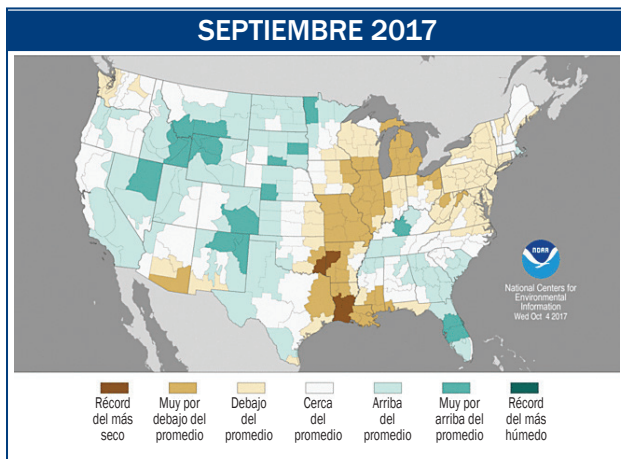 SEPTIEMBRE 2017
NOAA
National Centers for
Environmental
Information
Wed Oct 4 2017
Récord
del más
seco
Muy por
debajo del
promedio
Debajo
del
promedio
Cerca
del
promedio
Arriba
del
promedio
Muy por
arriba del
promedio
Récord
del más
húmedo